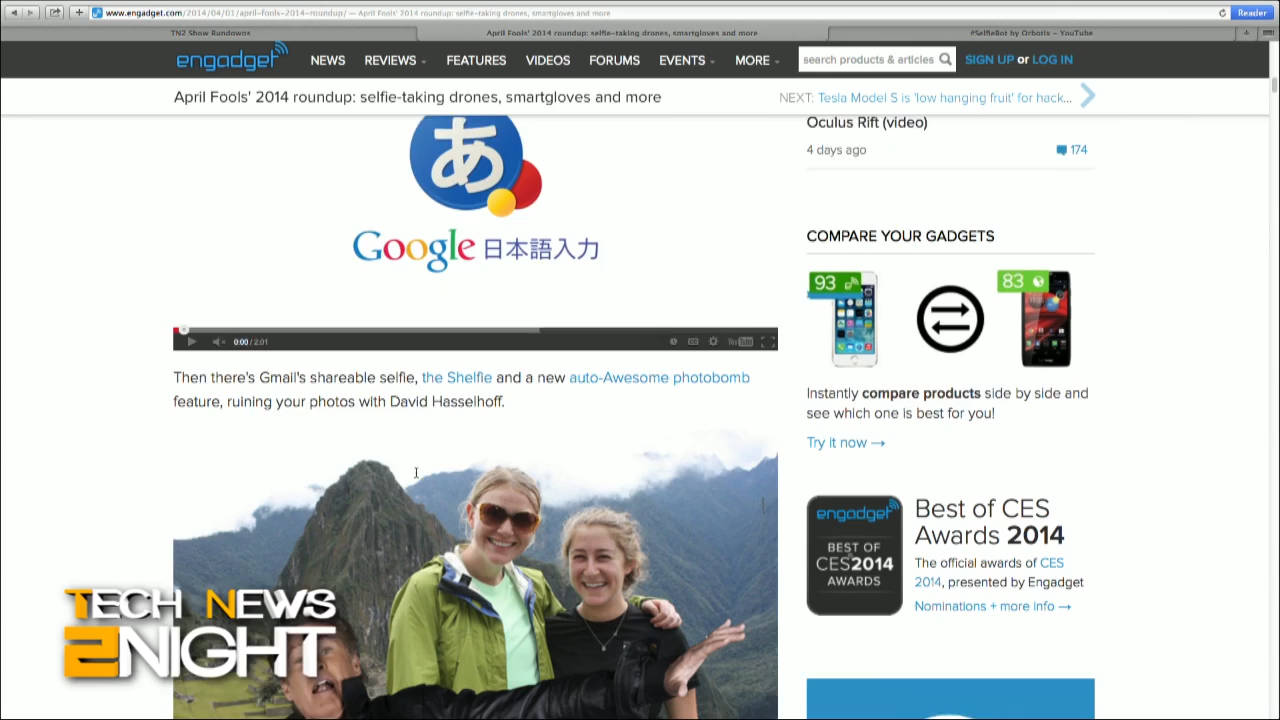 www.engadget.com/2014/04/01/april-fools-2014-roundup/ — April Fools' 2014 roundup: selfie-taking drones, smartgloves and more
Reader
TN2 Show Rundowns
April Fools' 2014 roundup: selfie-taking drones, smartgloves and more
#SelfieBot by Orbotix - YouTube
engadget
NEWS REVIEWS FEATURES VIDEOS FORUMS EVENTS MORE
search products & articles
SIGN UP or LOG IN
April Fools' 2014 roundup: selfie-taking drones, smartgloves and more
NEXT: Tesla Model S is 'low hanging fruit' for hack...
あ
Google 日本語入力
0:00 / 2:01
YouTube
Then there's Gmail's shareable selfie, the Shelfie and a new auto-Awesome photobomb
feature, ruining your photos with David Hasselhoff.
Oculus Rift (video)
4 days ago
174
COMPARE YOUR GADGETS
93
83
Instantly compare products side by side and
see which one is best for you!
Try it now →
engadget
BEST OF
CES2014
AWARDS
Best of CES
Awards 2014
The official awards of CES
2014, presented by Engadget
Nominations + more info →
TECH NEWS
2NIGHT